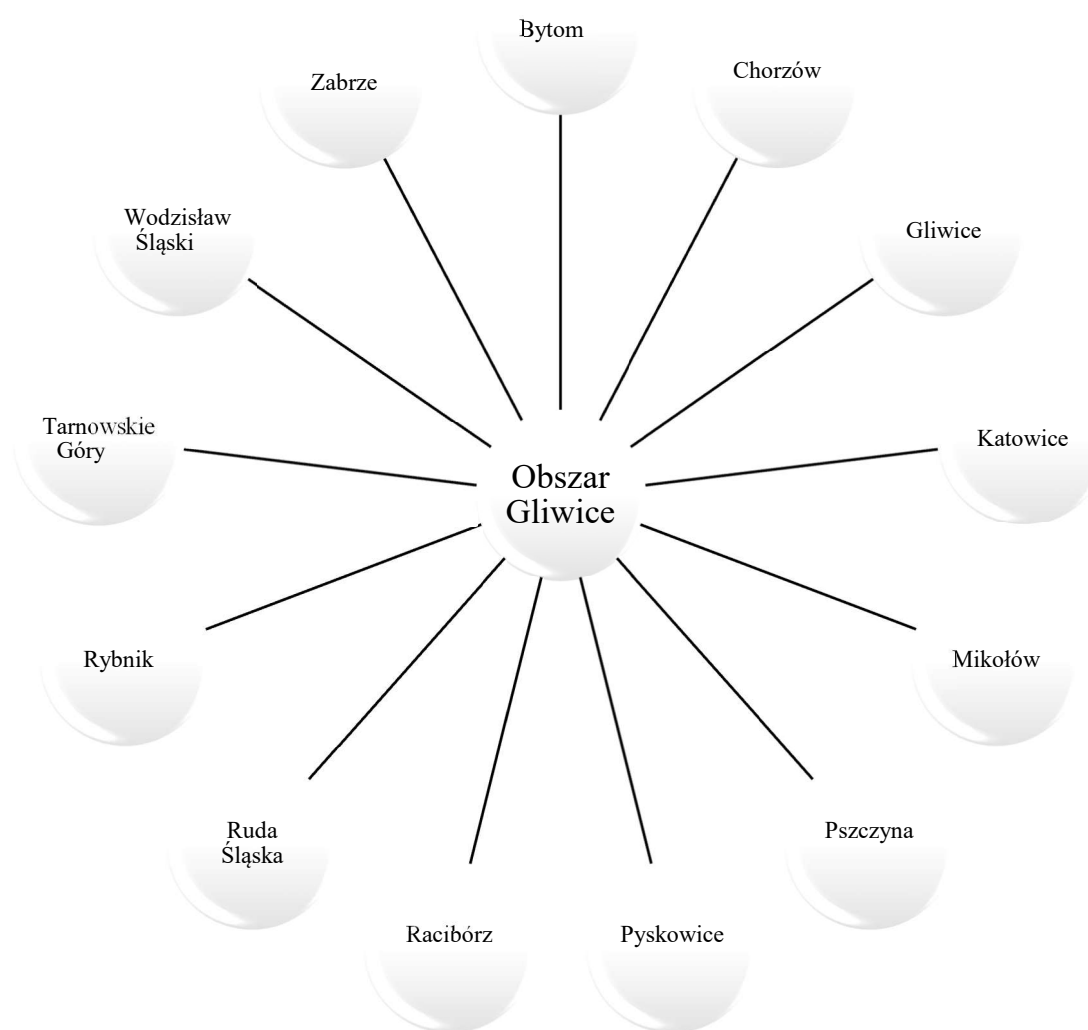 Bytom
Chorzów
Zabrze
Wodzisław
Śląski
Gliwice
Tarnowskie
Góry
Katowice
Obszar
Gliwice
Rybnik
Mikołów
Ruda
Śląska
Pszczyna
Racibórz
Pyskowice